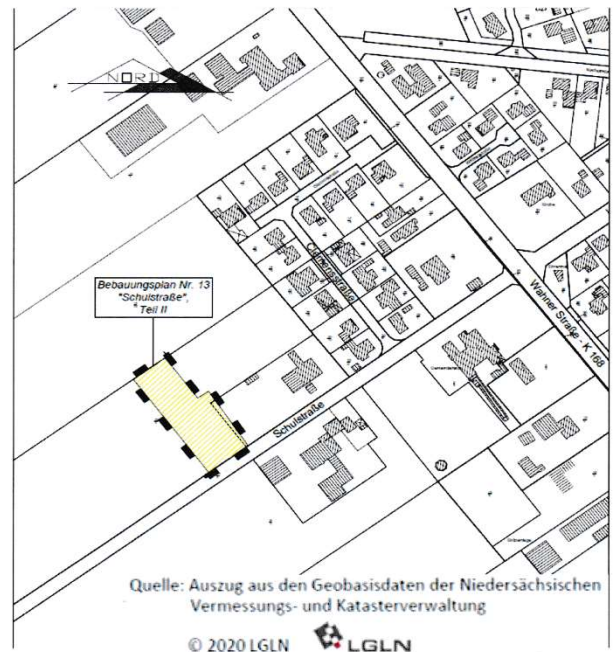 NORD
Bebauungsplan Nr. 13
"Schulstraße",
Teil II
Schulstraße
Wahner Straße - K 168
Quelle: Auszug aus den Geobasisdaten der Niedersächsischen
Vermessungs- und Katasterverwaltung
© 2020 LGLN
LGLN